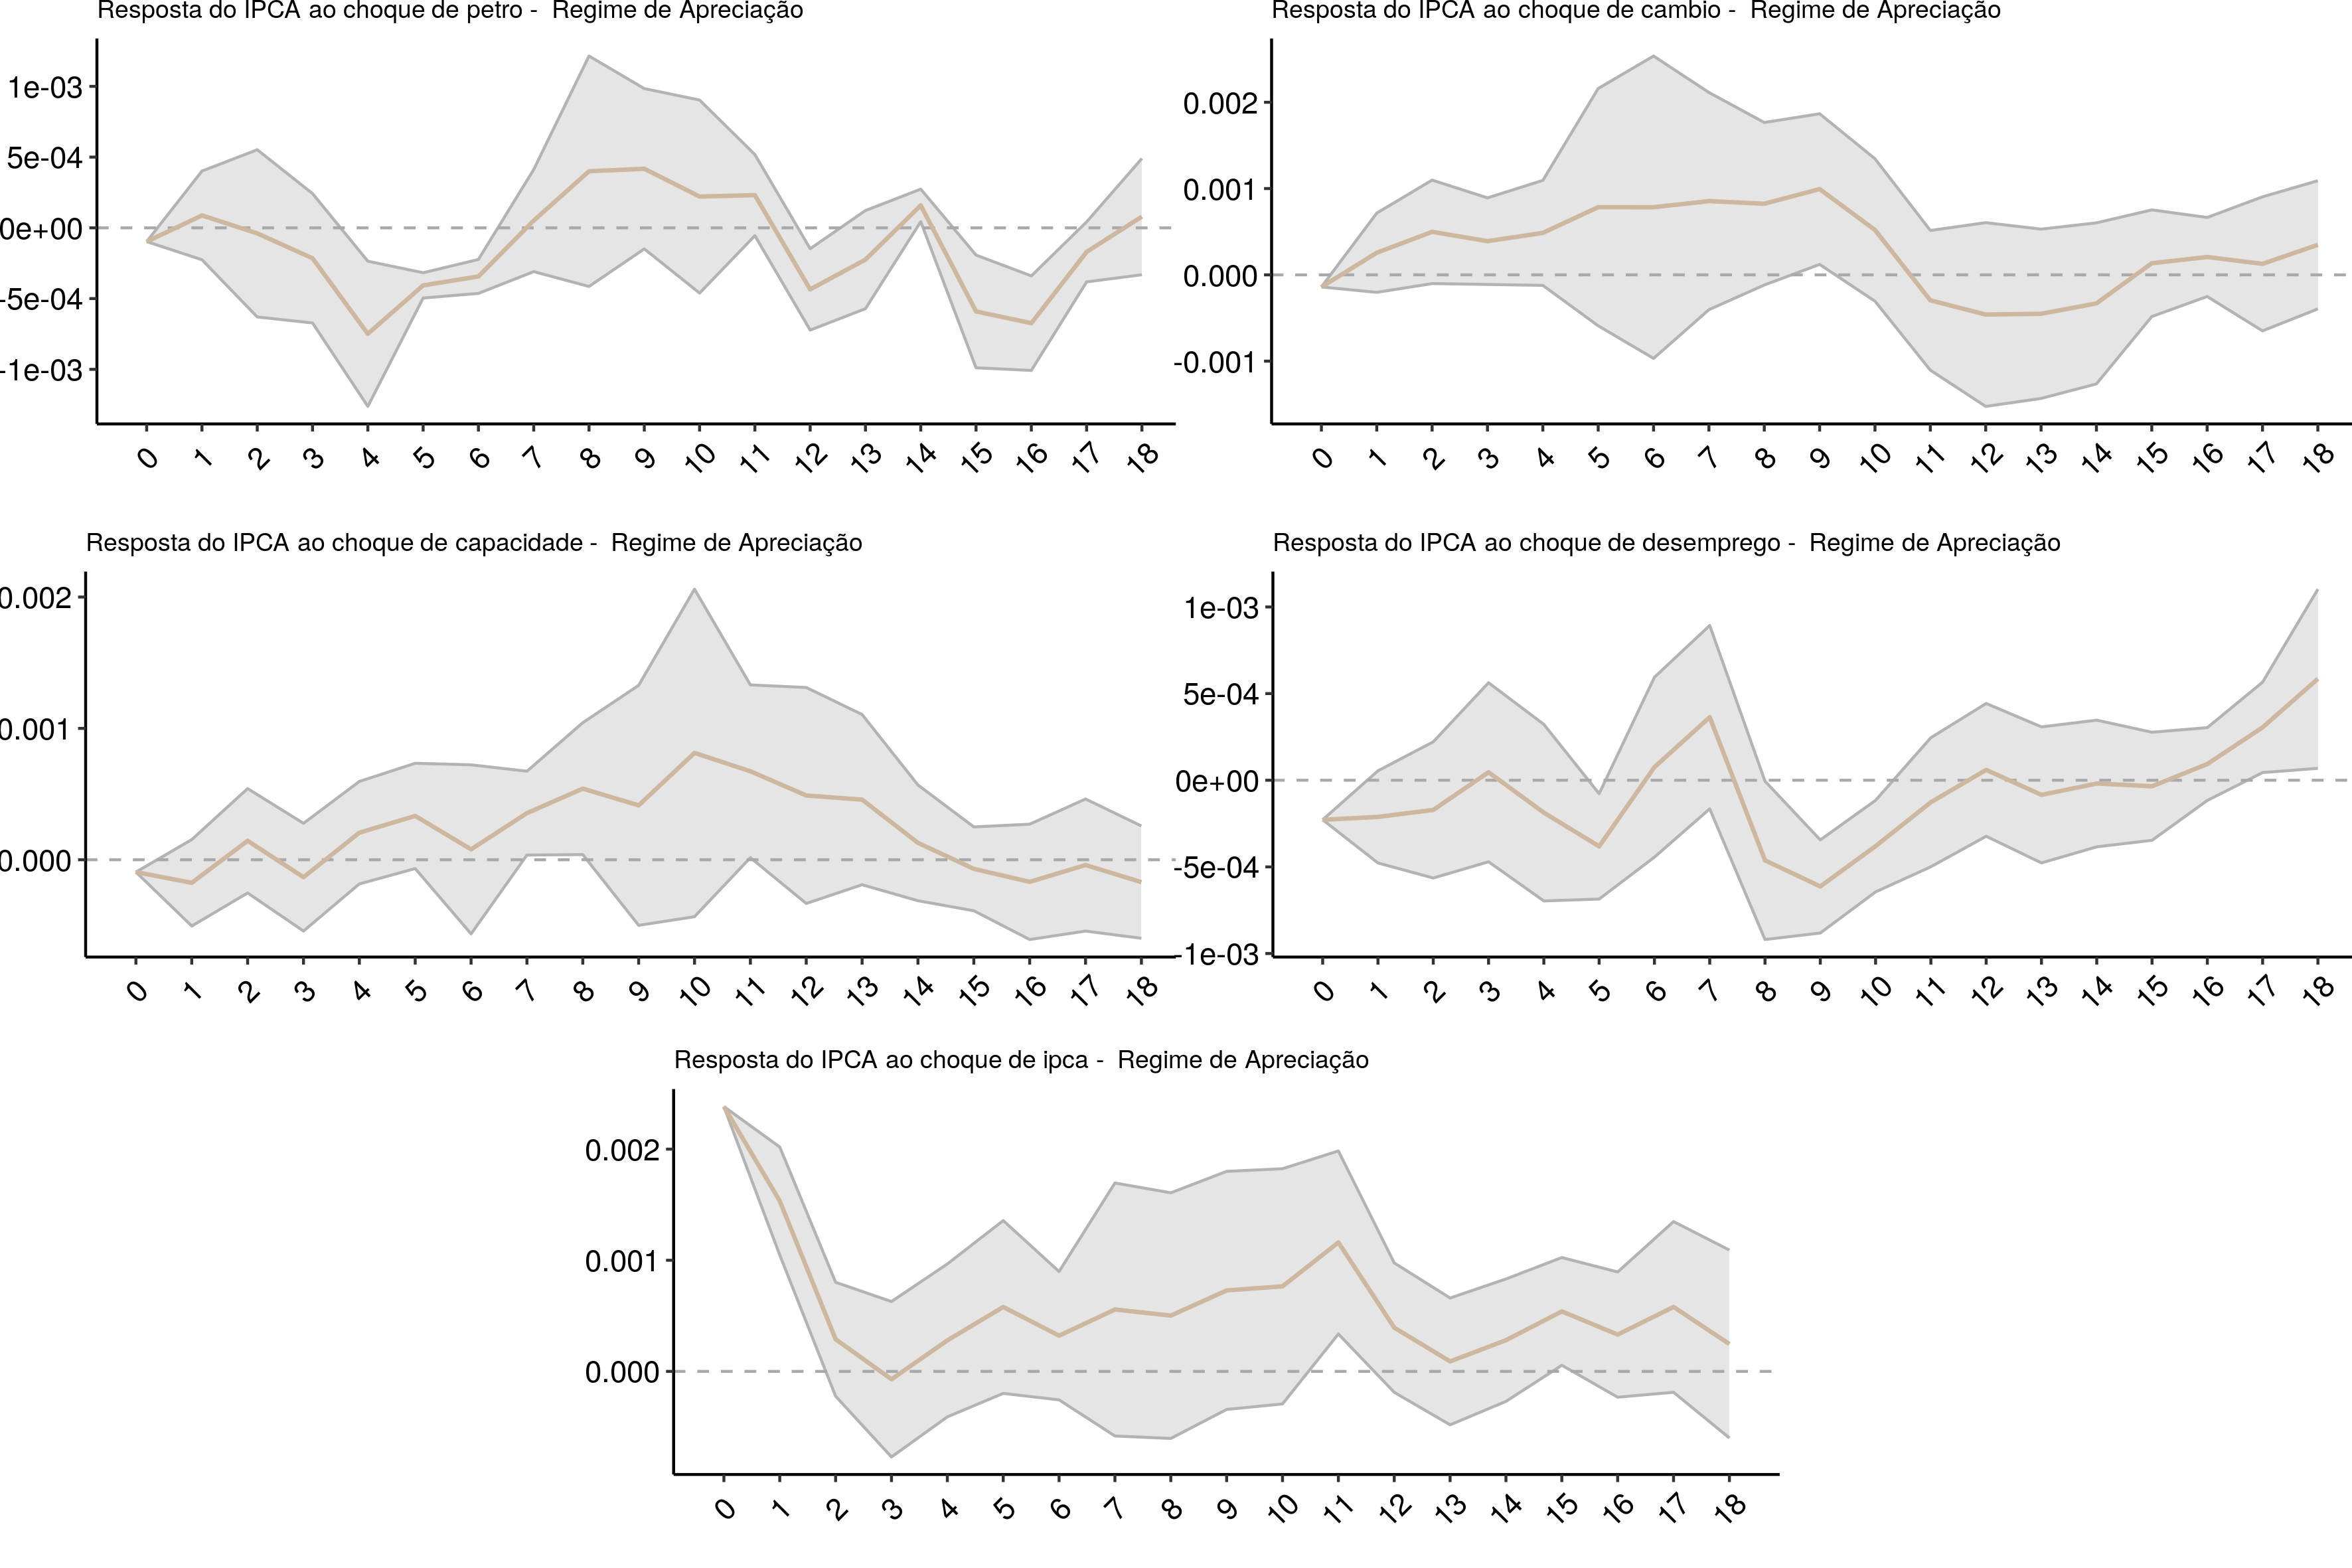 Resposta do IPCA ao choque de petro -  Regime de Apreciação
1e-03
5e-04
0e+00
-5e-04
-1e-03
0 1 2 3 4 5 6 7 8 9 10 11 12 13 14 15 16 17 18
Resposta do IPCA ao choque de cambio -  Regime de Apreciação
0.002
0.001
0.000
-0.001
0 1 2 3 4 5 6 7 8 9 10 11 12 13 14 15 16 17 18
Resposta do IPCA ao choque de capacidade -  Regime de Apreciação
0.002
0.001
0.000
0 1 2 3 4 5 6 7 8 9 10 11 12 13 14 15 16 17 18
Resposta do IPCA ao choque de desemprego -  Regime de Apreciação
1e-03
5e-04
0e+00
-5e-04
-1e-03
0 1 2 3 4 5 6 7 8 9 10 11 12 13 14 15 16 17 18
Resposta do IPCA ao choque de ipca -  Regime de Apreciação
0.002
0.001
0.000
0 1 2 3 4 5 6 7 8 9 10 11 12 13 14 15 16 17 18